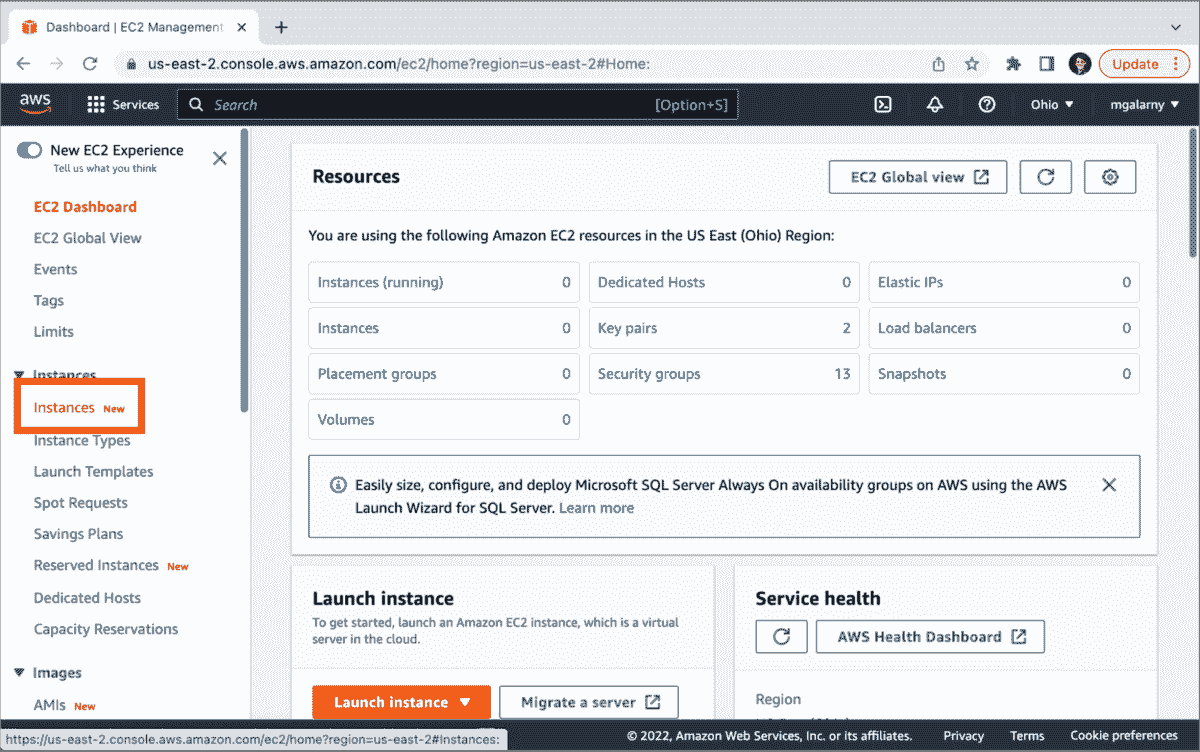 Dashboard | EC2 Management
us-east-2.console.aws.amazon.com/ec2/home?region=us-east-2#Home:
Update
aws
Services
Search
[Option+S]
Ohio
mgalarny
New EC2 Experience
Tell us what you think
EC2 Dashboard
EC2 Global View
Events
Tags
Limits
Instances
Instances New
Instance Types
Launch Templates
Spot Requests
Savings Plans
Reserved Instances New
Dedicated Hosts
Capacity Reservations
Images
AMIs New
Resources
EC2 Global view
You are using the following Amazon EC2 resources in the US East (Ohio) Region:
Instances (running) 0
Dedicated Hosts 0
Elastic IPs 0
Instances 0
Key pairs 2
Load balancers 0
Placement groups 0
Security groups 13
Snapshots 0
Volumes 0
Easily size, configure, and deploy Microsoft SQL Server Always On availability groups on AWS using the AWS
Launch Wizard for SQL Server. Learn more
Launch instance
To get started, launch an Amazon EC2 instance, which is a virtual
server in the cloud.
Launch instance
Migrate a server
Service health
AWS Health Dashboard
Region
https://us-east-2.console.aws.amazon.com/ec2/home?region=us-east-2#Instances:
© 2022, Amazon Web Services, Inc. or its affiliates.
Privacy
Terms
Cookie preferences